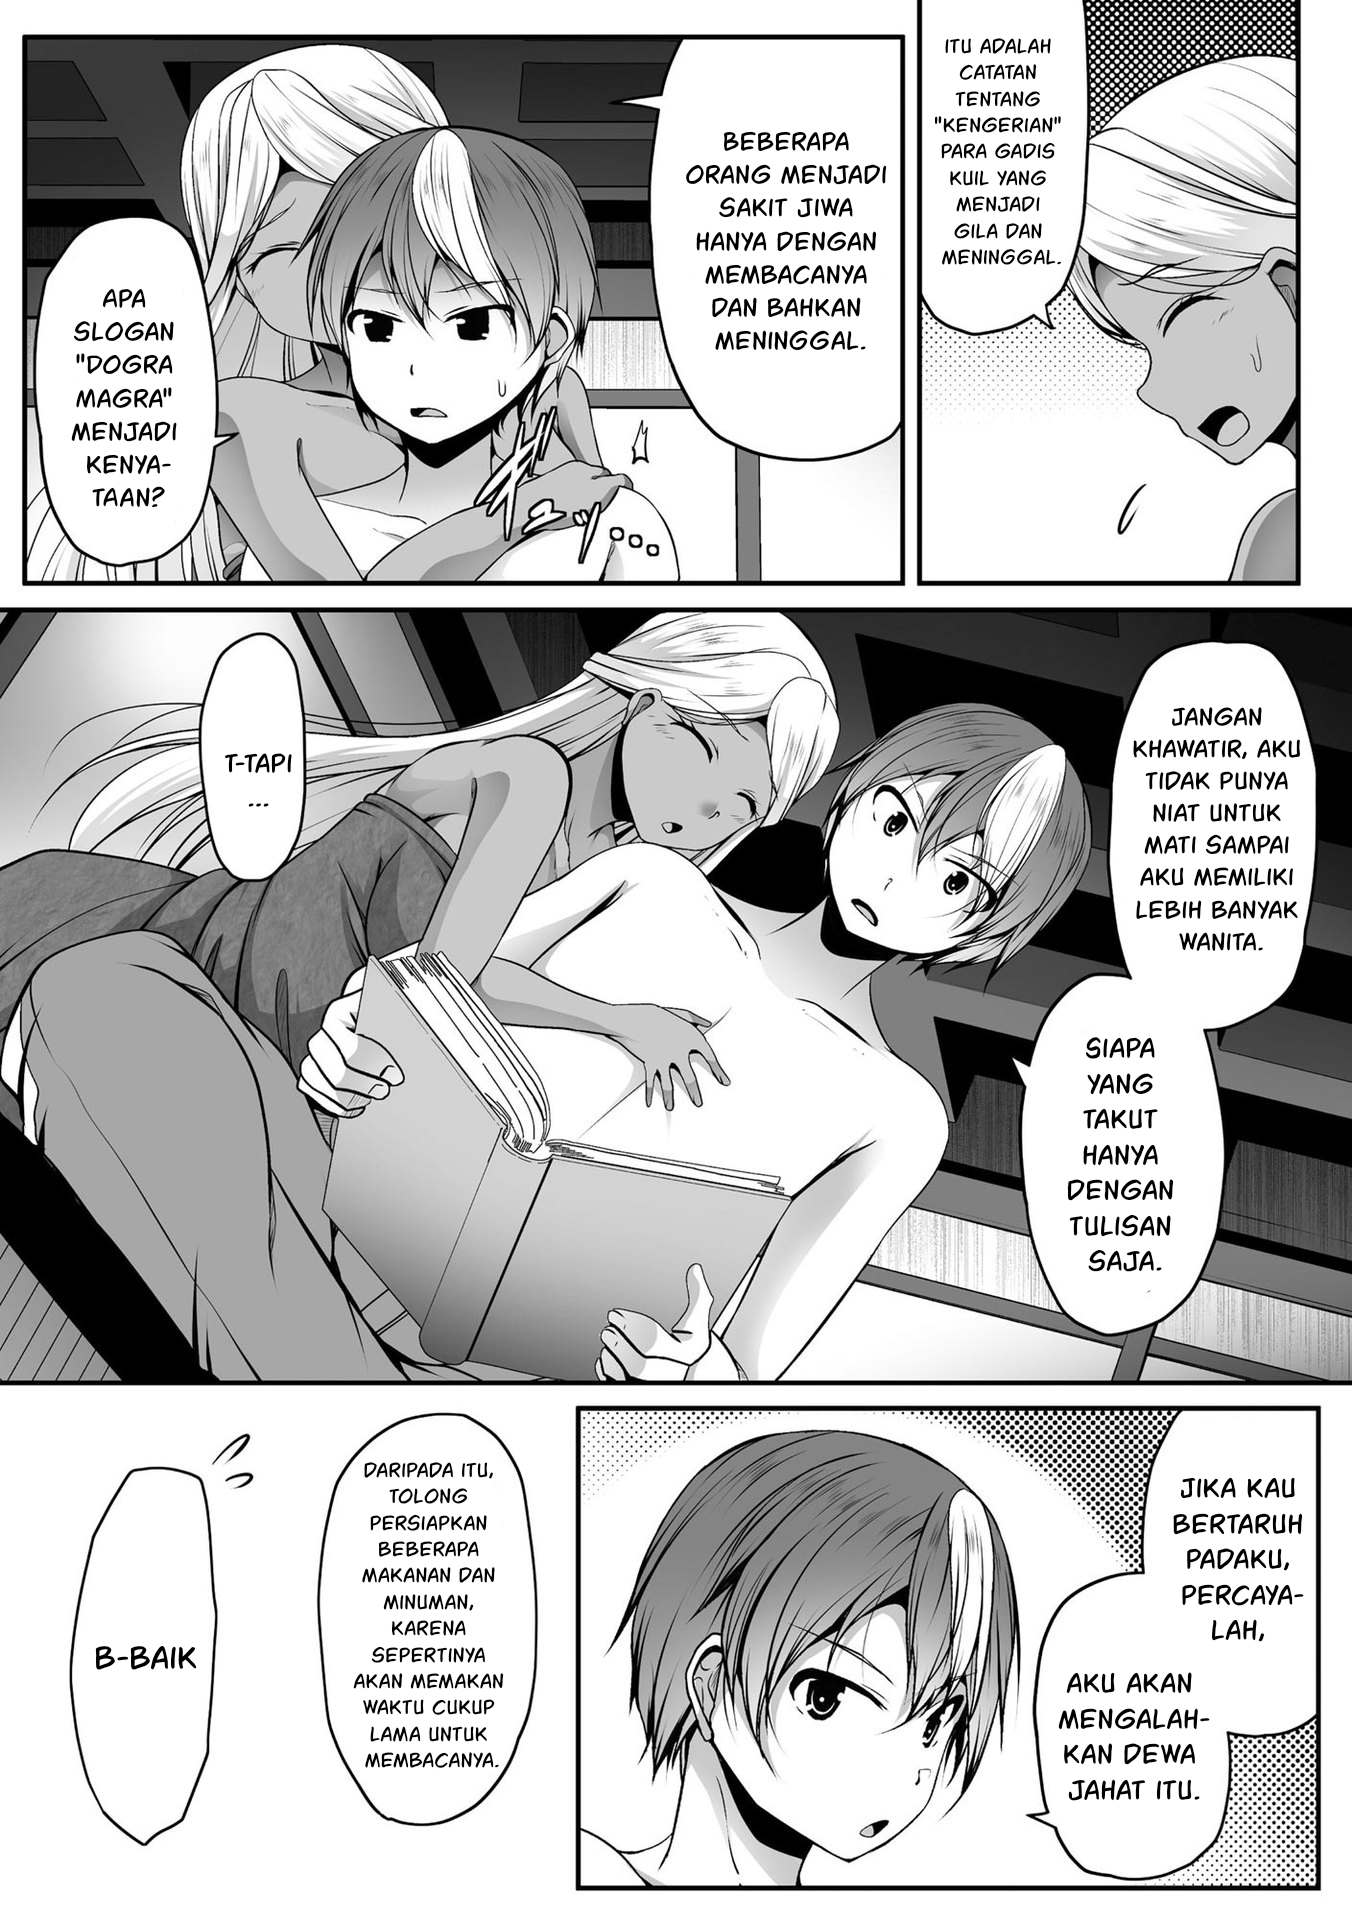 ITU ADALAH
CATATAN
TENTANG
"KENGERIAN"
PARA GADIS
KUIL YANG
MENJADI
GILA DAN
MENINGGAL.
BEBERAPA
ORANG MENJADI
SAKIT JIWA
HANYA DENGAN
MEMBACANYA
DAN BAHKAN
MENINGGAL.
APA
SLOGAN
"DOGRA
MAGRA"
MENJADI
KENYA-
TAAN?
JANGAN
KHAWATIR, AKU
TIDAK PUNYA
NIAT UNTUK
MATI SAMPAI
AKU MEMILIKI
LEBIH BANYAK
WANITA.
SIAPA
YANG
TAKUT
HANYA
DENGAN
TULISAN
SAJA.
T-TAPI
....
JIKA KAU
BERTARUH
PADAKU,
PERCAYA-
LAH,
AKU AKAN
MENGALAH-
KAN DEWA
JAHAT ITU.
DARIPADA ITU,
TOLONG
PERSIAPKAN
BEBERAPA
MAKANAN DAN
MINUMAN,
KARENA
SEPERTINYA
AKAN MEMAKAN
WAKTU CUKUP
LAMA UNTUK
MEMBACANYA.
B-BAIK